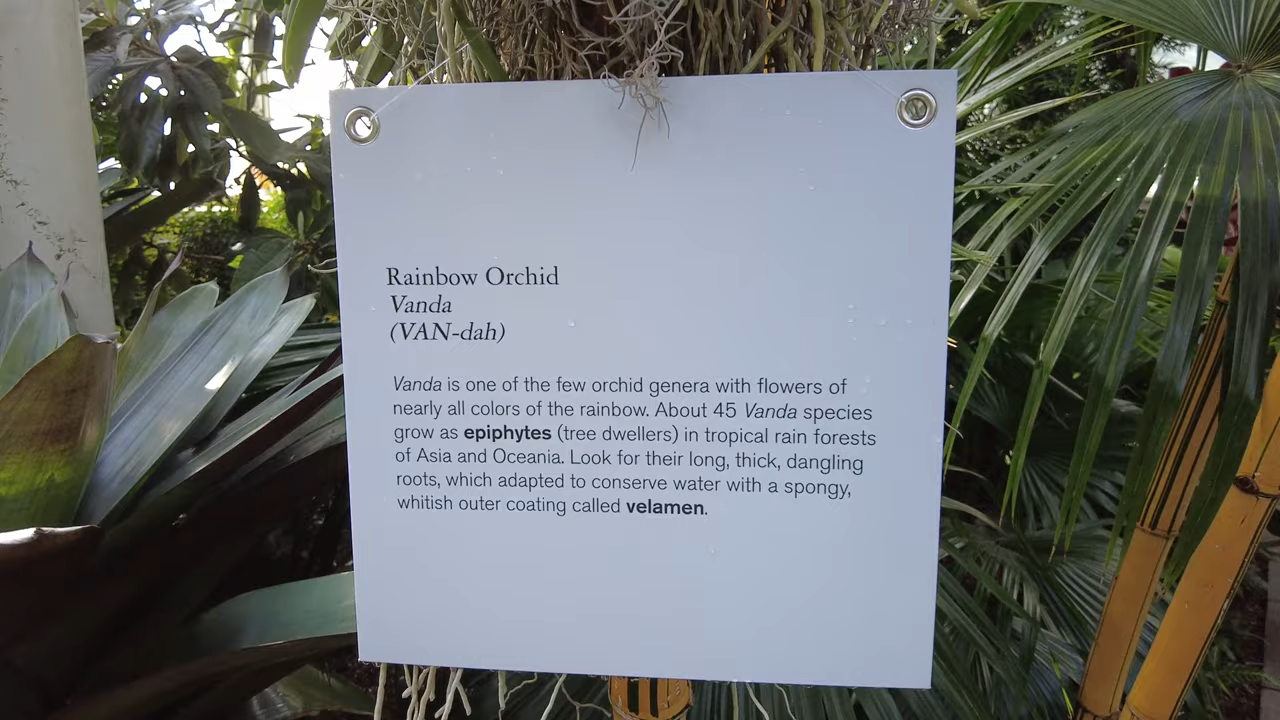 Rainbow Orchid
Vanda
(VAN-dah)
Vanda is one of the few orchid genera with flowers of
nearly all colors of the rainbow. About 45 Vanda species
grow as epiphytes (tree dwellers) in tropical rain forests
of Asia and Oceania. Look for their long, thick, dangling
roots, which adapted to conserve water with a spongy,
whitish outer coating called velamen.